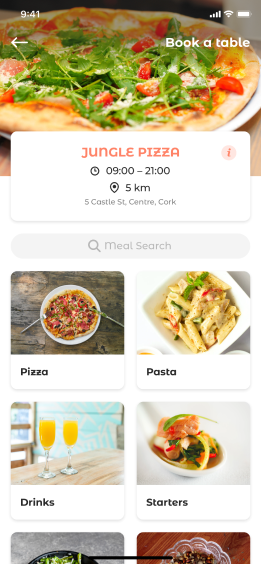 9:41
Book a table
JUNGLE PIZZA
i
09:00 – 21:00
5 km
5 Castle St, Centre, Cork
Meal Search
Pizza
Pasta
Drinks
Starters